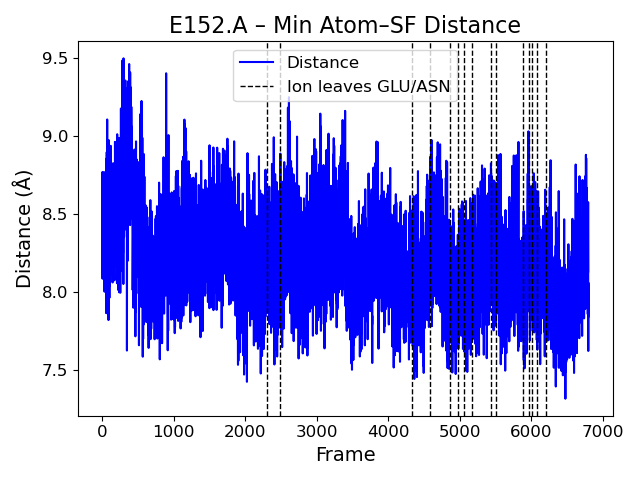 E152.A – Min Atom–SF Distance
Distance
Ion leaves GLU/ASN
Distance (Å)
9.5
9.0
8.5
8.0
7.5
0 1000 2000 3000 4000 5000 6000 7000
Frame